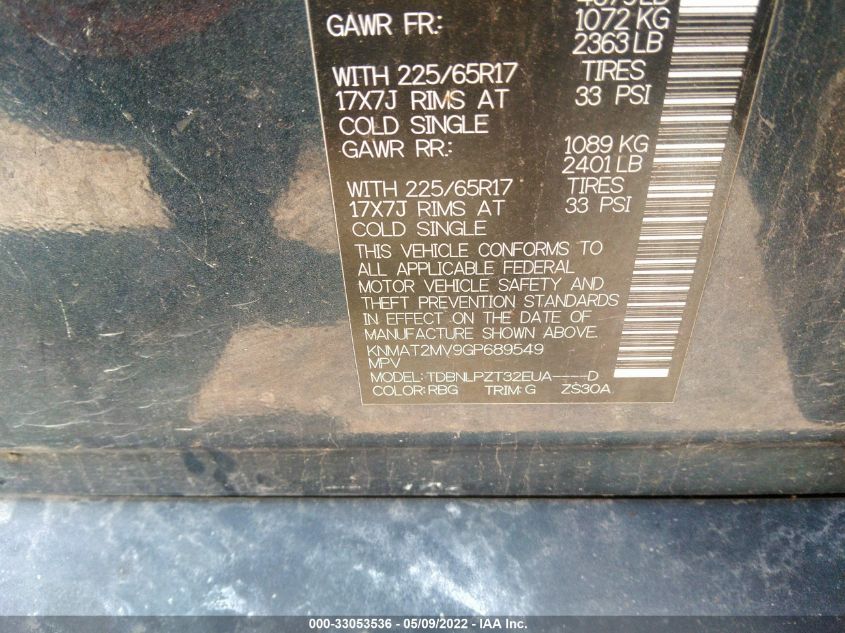 GAWR FR: 1072 KG
2363 LB
WITH 225/65R17 TIRES
17X7J RIMS AT 33 PSI
COLD SINGLE
GAWR RR: 1089 KG
2401 LB
WITH 225/65R17 TIRES
17X7J RIMS AT 33 PSI
COLD SINGLE
THIS VEHICLE CONFORMS TO
ALL APPLICABLE FEDERAL
MOTOR VEHICLE SAFETY AND
THEFT PREVENTION STANDARDS
IN EFFECT ON THE DATE OF
MANUFACTURE SHOWN ABOVE.
KNMAT2MV9GP689549
MPV
MODEL: TDBNLPZT32EUA----D
COLOR: RBG TRIM: G ZS30A
000-33053536 - 05/09/2022 - IAA Inc.